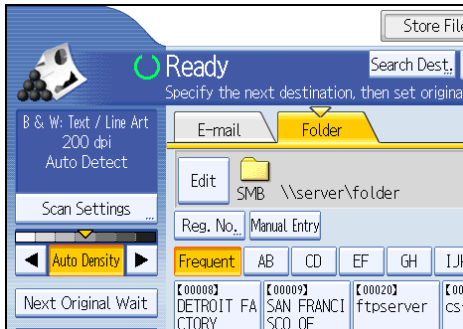 Store File
Ready
Search Dest.
Specify the next destination, then set origina
B & W: Text / Line Art
200 dpi
Auto Detect
Scan Settings
Auto Density
Next Original Wait
E-mail
Folder
Edit
SMB
\\server\folder
Reg. No.
Manual Entry
Frequent
AB
CD
EF
GH
IJK
[00008]
DETROIT FA
CTORY
[00009]
SAN FRANCI
SCO OF
[00020]
ftpserver
[00
cs